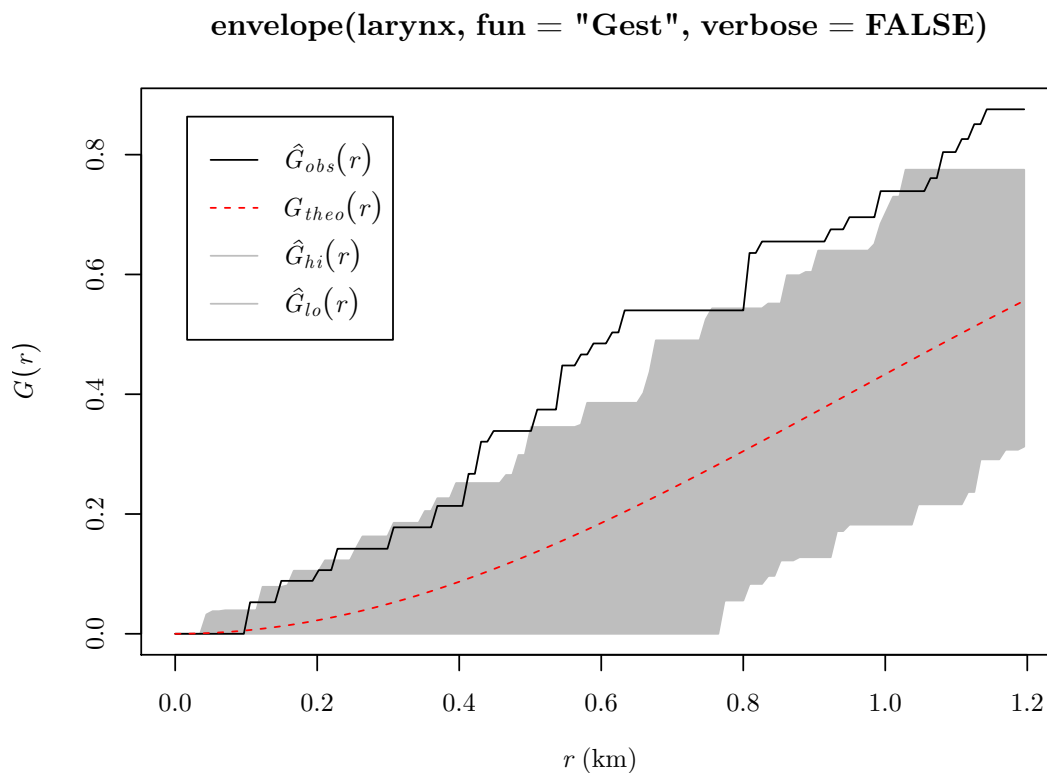 envelope(larynx, fun = "Gest", verbose = FALSE)
Ĝobs(r)
Gtheo(r)
Ĝhi(r)
Ĝlo(r)
G(r)
0.8
0.6
0.4
0.2
0.0
0.0 0.2 0.4 0.6 0.8 1.0 1.2
r (km)